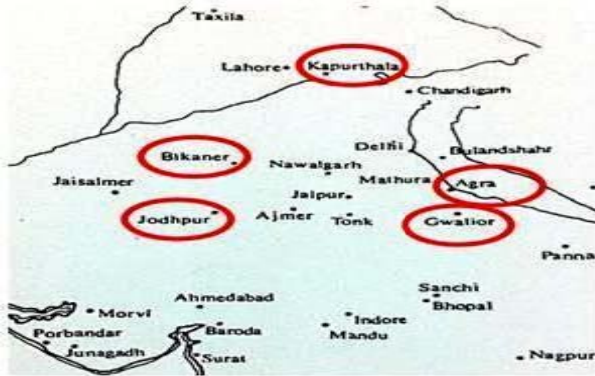 Taxila
Lahore
Kapurthala
Chandigarh
Delhi
Bulandshahr
Bikaner
Nawalgarh
Mathura
Agra
Jaisalmer
Jaipur
Jodhpur
Ajmer
Tonk
Gwalior
Panna
Sanchi
Ahmedabad
Bhopal
Morvi
Indore
Baroda
Mandu
Porbandar
Junagadh
Surat
Nagpur